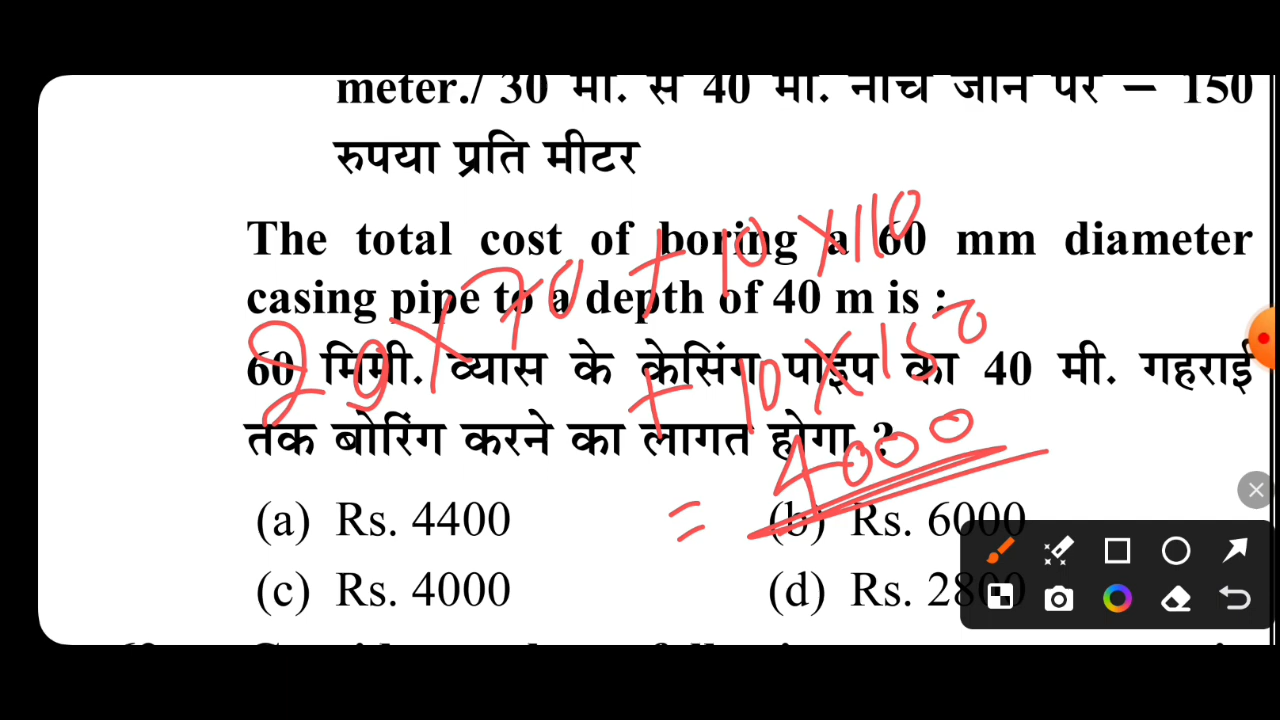 meter./ 30 मी. से 40 मी. नीचे जाने पर – 150
रुपया प्रति मीटर
The total cost of boring a 60 mm diameter
casing pipe to a depth of 40 m is :
60 मिमी. व्यास के केसिंग पाइप का 40 मी. गहराई
तक बोरिंग करने का लागत होगा ?
29 × 70 + 10 × 110
+ 10 × 150
= 4000
(a) Rs. 4400 (b) Rs. 6000
(c) Rs. 4000 (d) Rs. 2800